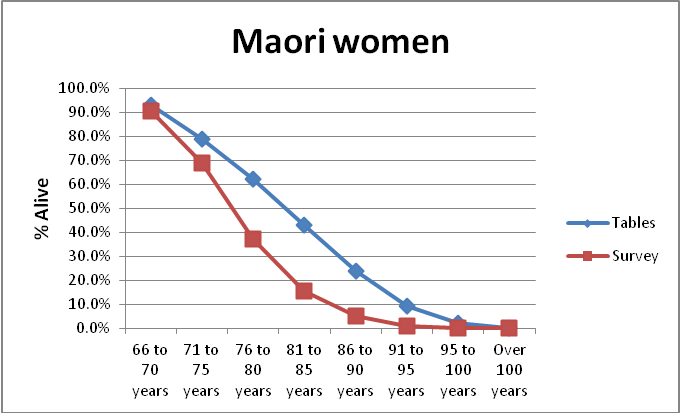 Maori women
% Alive
100.0%
90.0%
80.0%
70.0%
60.0%
50.0%
40.0%
30.0%
20.0%
10.0%
0.0%
66 to 70 years
71 to 75 years
76 to 80 years
81 to 85 years
86 to 90 years
91 to 95 years
95 to 100 years
Over 100 years
Tables
Survey